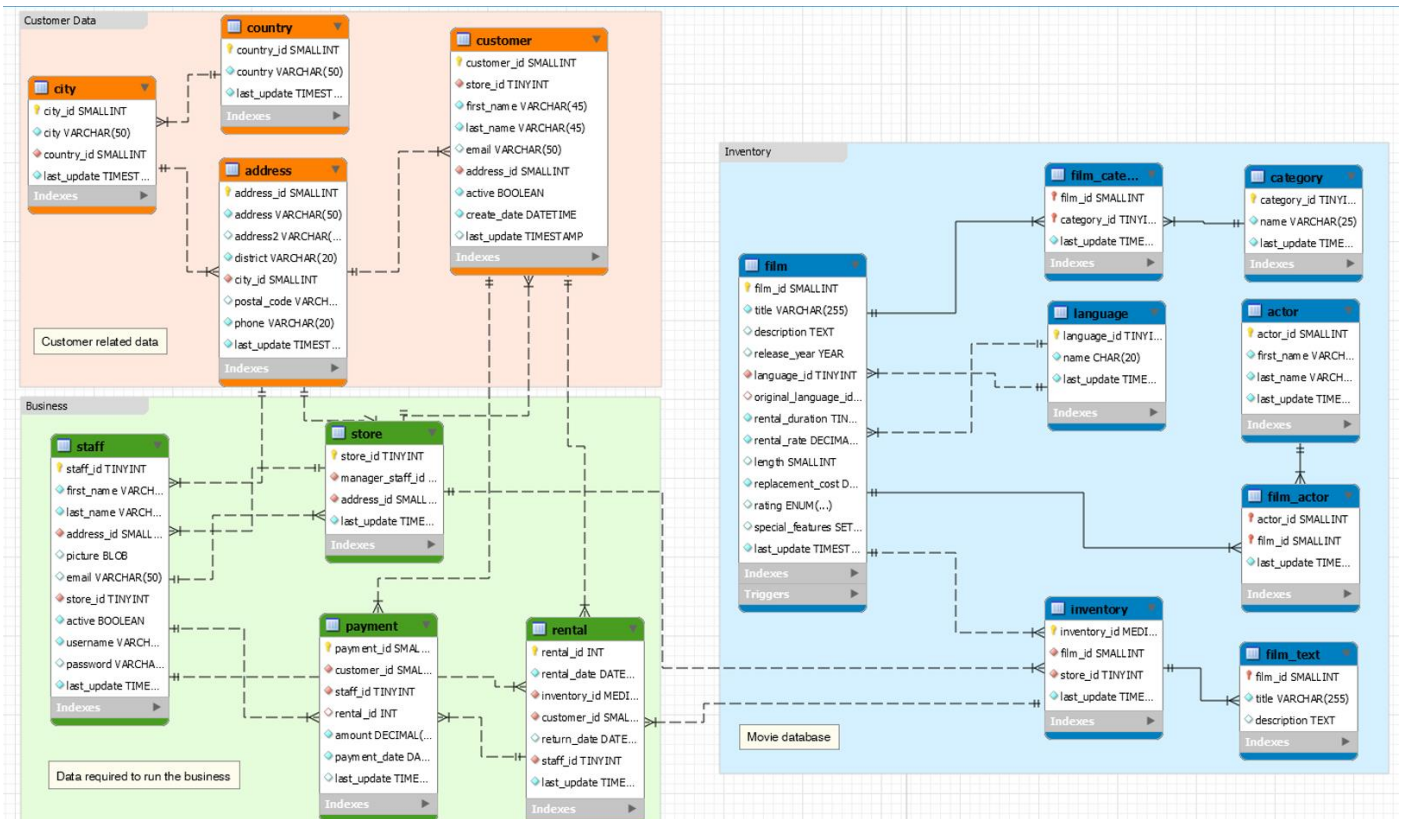 Customer Data
country
country_id SMALLINT
country VARCHAR(50)
last_update TIMEST...
Indexes
city
city_id SMALLINT
city VARCHAR(50)
country_id SMALLINT
last_update TIMEST...
Indexes
address
address_id SMALLINT
address VARCHAR(50)
address2 VARCHAR(...
district VARCHAR(20)
city_id SMALLINT
postal_code VARCH...
phone VARCHAR(20)
last_update TIMEST...
Indexes
customer
customer_id SMALLINT
store_id TINYINT
first_name VARCHAR(45)
last_name VARCHAR(45)
email VARCHAR(50)
address_id SMALLINT
active BOOLEAN
create_date DATETIME
last_update TIMESTAMP
Indexes
Customer related data
Business
staff
staff_id TINYINT
first_name VARCH...
last_name VARCH...
address_id SMALL...
picture BLOB
email VARCHAR(50)
store_id TINYINT
active BOOLEAN
username VARCH...
password VARCHA...
last_update TIME...
Indexes
store
store_id TINYINT
manager_staff_id ...
address_id SMALL...
last_update TIME...
Indexes
payment
payment_id SMAL...
customer_id SMAL...
staff_id TINYINT
rental_id INT
amount DECIMAL(...
payment_date DA...
last_update TIME...
Indexes
rental
rental_id INT
rental_date DATE...
inventory_id MEDI...
customer_id SMAL...
return_date DATE...
staff_id TINYINT
last_update TIME...
Indexes
Data required to run the business
Inventory
film
film_id SMALLINT
title VARCHAR(255)
description TEXT
release_year YEAR
language_id TINYINT
original_language_id...
rental_duration TIN...
rental_rate DECIMA...
length SMALLINT
replacement_cost D...
rating ENUM(...)
special_features SET...
last_update TIMEST...
Indexes
Triggers
film_cate...
film_id SMALLINT
category_id TINYI...
last_update TIME...
Indexes
category
category_id TINYI...
name VARCHAR(25)
last_update TIME...
Indexes
language
language_id TINYI...
name CHAR(20)
last_update TIME...
Indexes
actor
actor_id SMALLINT
first_name VARCH...
last_name VARCH...
last_update TIME...
Indexes
film_actor
actor_id SMALLINT
film_id SMALLINT
last_update TIME...
Indexes
inventory
inventory_id MEDI...
film_id SMALLINT
store_id TINYINT
last_update TIME...
Indexes
film_text
film_id SMALLINT
title VARCHAR(255)
description TEXT
Indexes
Movie database